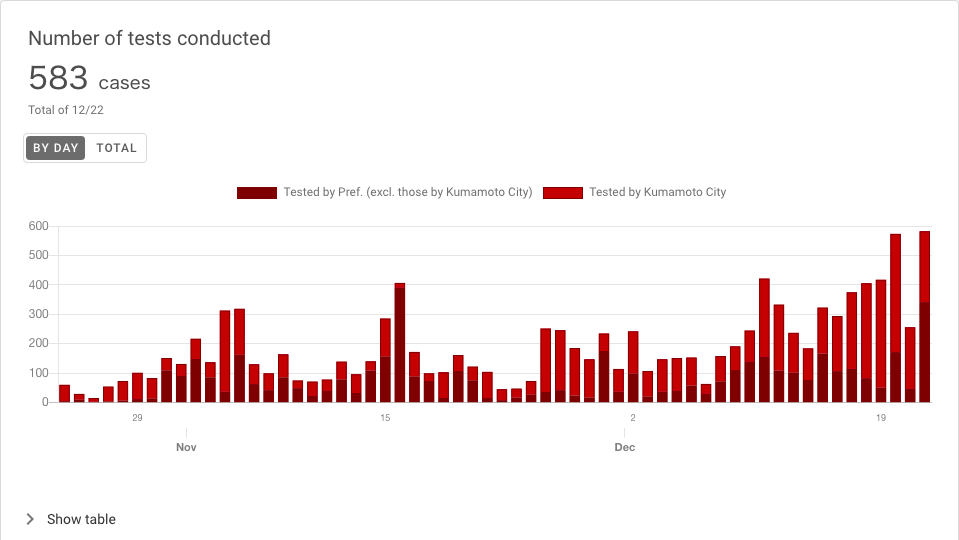 Number of tests conducted
583 cases
Total of 12/22
BY DAY TOTAL
Tested by Pref. (excl. those by Kumamoto City) Tested by Kumamoto City
600
500
400
300
200
100
0
29 15 2 19
Nov Dec
Show table